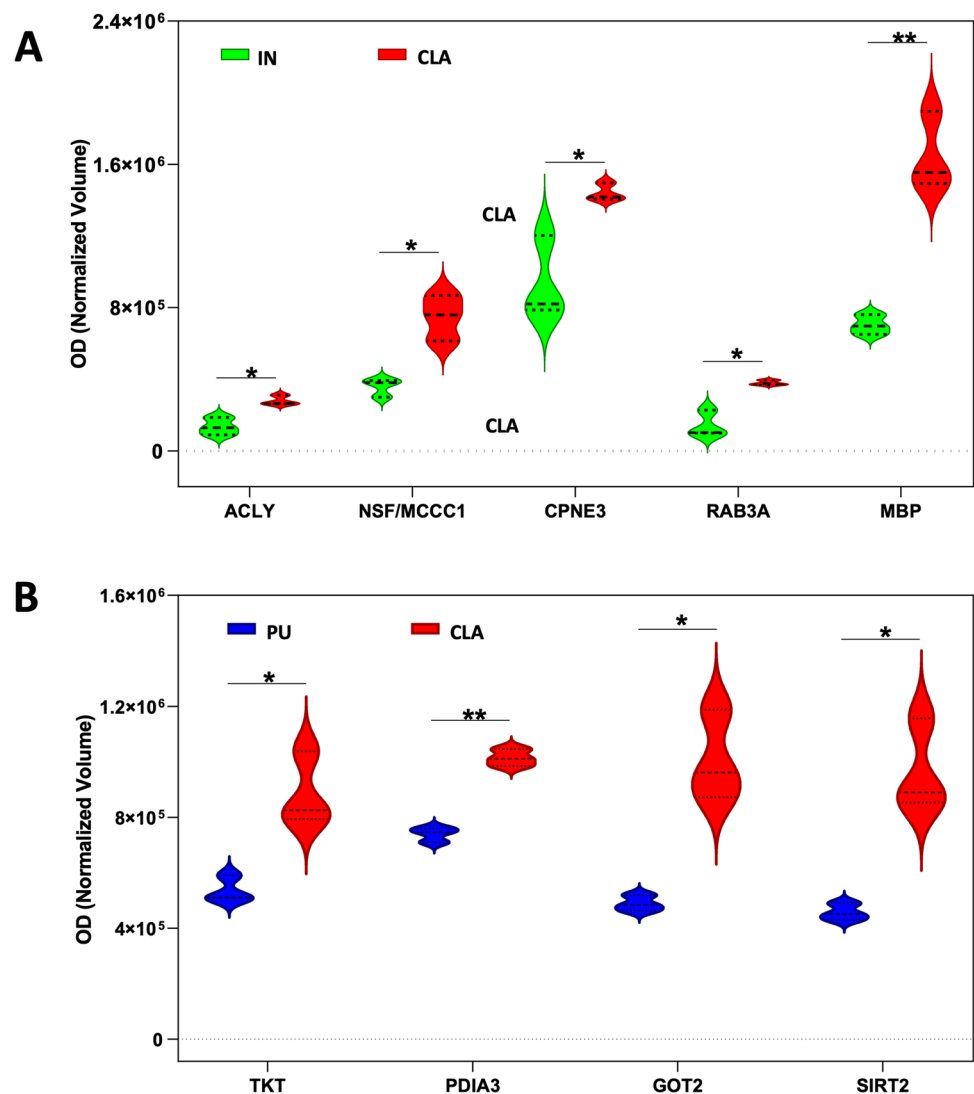 A
2.4×10⁶
IN
CLA
**
OD (Normalized Volume)
1.6×10⁶
*
CLA
*
8×10⁵
*
*
CLA
0
ACLY
NSF/MCCC1
CPNE3
RAB3A
MBP
B
1.6×10⁶
PU
CLA
*
*
*
1.2×10⁶
**
OD (Normalized Volume)
8×10⁵
4×10⁵
0
TKT
PDIA3
GOT2
SIRT2